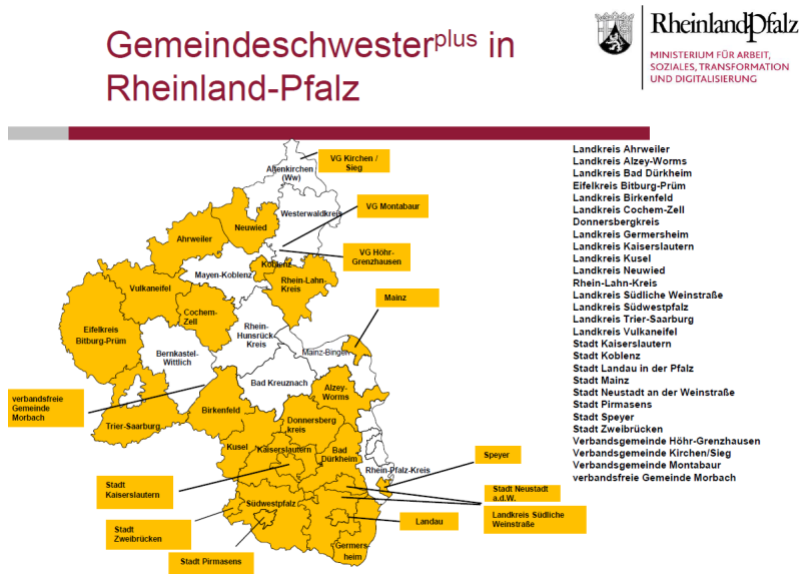 Gemeindeschwesterplus in
Rheinland-Pfalz
RheinlandPfalz
MINISTERIUM FÜR ARBEIT,
SOZIALES, TRANSFORMATION
UND DIGITALISIERUNG
VG Kirchen /
Sieg
Altenkirchen
(Ww)
VG Montabaur
Westerwaldkreis
Neuwied
Ahrweiler
VG Höhr-
Grenzhausen
Koblenz
Mayen-Koblenz
Rhein-Lahn-
Kreis
Vulkaneifel
Mainz
Cochem-
Zell
Eifelkreis
Bitburg-Prüm
Rhein-
Hunsrück
Kreis
Mainz-Bingen
Bernkastel-
Wittlich
Bad Kreuznach
Alzey-
Worms
verbandsfreie
Gemeinde
Morbach
Birkenfeld
Trier-Saarburg
Donnersberg
kreis
Kusel
Kaiserslautern
Bad
Dürkheim
Speyer
Rhein-Pfalz-Kreis
Stadt
Kaiserslautern
Stadt Neustadt
a.d.W.
Südwestpfalz
Landkreis Südliche
Weinstraße
Landau
Stadt
Zweibrücken
Stadt Pirmasens
Germers-
heim
Landkreis Ahrweiler
Landkreis Alzey-Worms
Landkreis Bad Dürkheim
Eifelkreis Bitburg-Prüm
Landkreis Birkenfeld
Landkreis Cochem-Zell
Donnersbergkreis
Landkreis Germersheim
Landkreis Kaiserslautern
Landkreis Kusel
Landkreis Neuwied
Rhein-Lahn-Kreis
Landkreis Südliche Weinstraße
Landkreis Südwestpfalz
Landkreis Trier-Saarburg
Landkreis Vulkaneifel
Stadt Kaiserslautern
Stadt Koblenz
Stadt Landau in der Pfalz
Stadt Mainz
Stadt Neustadt an der Weinstraße
Stadt Pirmasens
Stadt Speyer
Stadt Zweibrücken
Verbandsgemeinde Höhr-Grenzhausen
Verbandsgemeinde Kirchen/Sieg
Verbandsgemeinde Montabaur
verbandsfreie Gemeinde Morbach